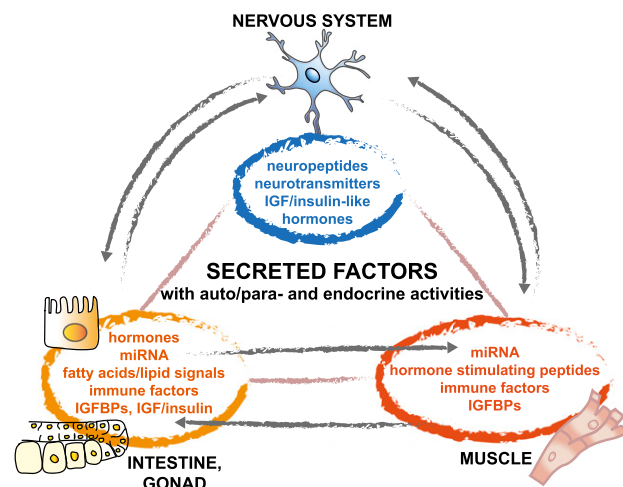 NERVOUS SYSTEM
neuropeptides
neurotransmitters
IGF/insulin-like
hormones
SECRETED FACTORS
with auto/para- and endocrine activities
hormones
miRNA
fatty acids/lipid signals
immune factors
IGFBPs, IGF/insulin
miRNA
hormone stimulating peptides
immune factors
IGFBPs
INTESTINE,
GONAD
MUSCLE